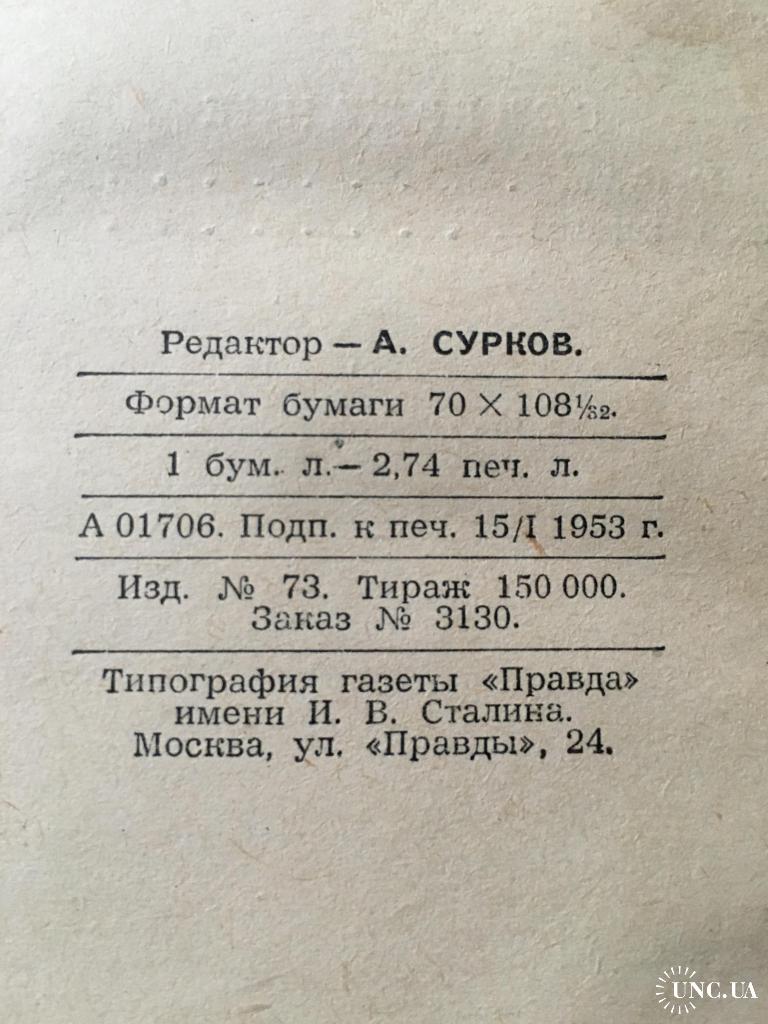 Редактор — А. СУРКОВ.
Формат бумаги 70 × 108 1/32.
1 бум. л. — 2,74 печ. л.
А 01706. Подп. к печ. 15/I 1953 г.
Изд. № 73. Тираж 150 000.
Заказ № 3130.
Типография газеты «Правда»
имени И. В. Сталина.
Москва, ул. «Правды», 24.
UNC.UA